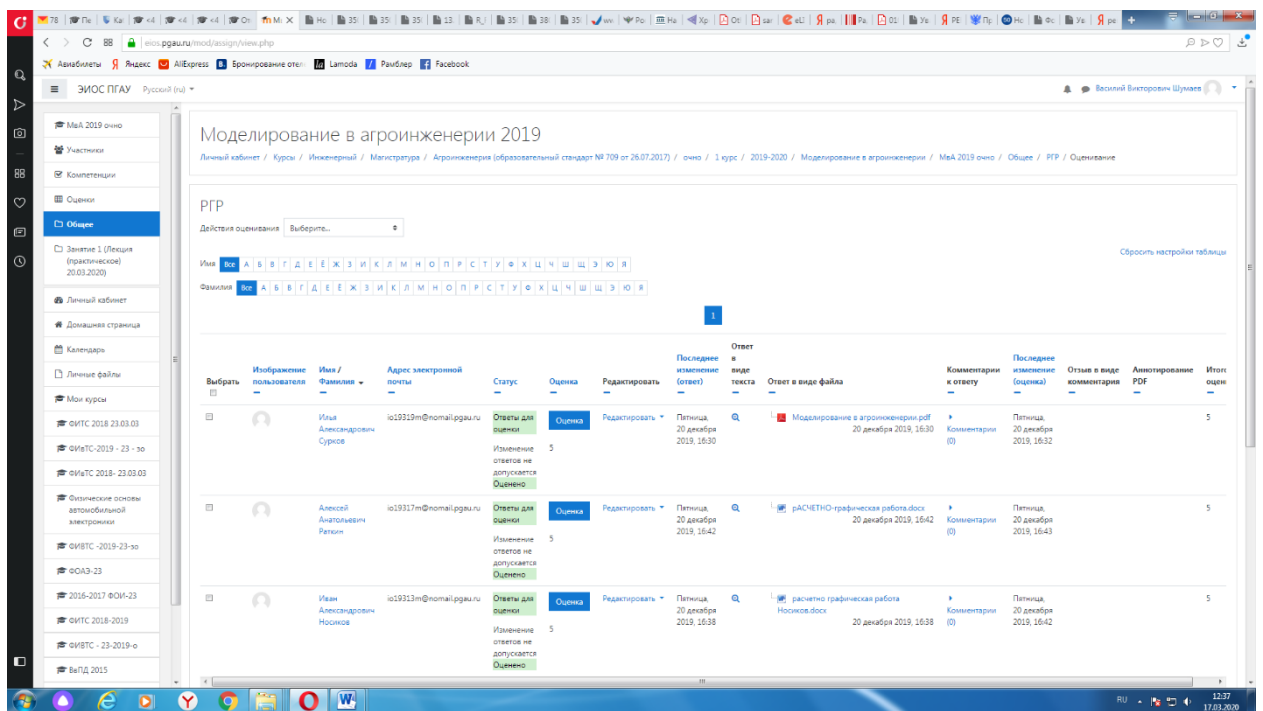 eios.pgau.ru/mod/assign/view.php
Авиабилеты Яндекс AliExpress Бронирование отел Lamoda Рамблер Facebook
ЭИОС ПГАУ Русский (ru)
Василий Викторович Шумаев
МвА 2019 очно
Участники
Компетенции
Оценки
Общее
Занятие 1 (Лекция
(практическое)
20.03.2020)
Личный кабинет
Домашняя страница
Календарь
Личные файлы
Мои курсы
ФИТС 2018 23.03.03
ФИвТС-2019 - 23 - зо
ФИвТС 2018- 23.03.03
Физические основы
автомобильной
электроники
ФИВТС -2019-23-зо
ФОАЭ-23
2016-2017 ФОИ-23
ФИТС 2018-2019
ФИВТС - 23-2019-о
ВеПД 2015
Моделирование в агроинженерии 2019
Личный кабинет / Курсы / Инженерный / Магистратура / Агроинженерия (образовательный стандарт № 709 от 26.07.2017) / очно / 1 курс / 2019-2020 / Моделирование в агроинженерии / МвА 2019 очно / Общее / РГР / Оценивание
РГР
Действия оценивания Выберите...
Сбросить настройки таблицы
Имя Все А Б В Г Д Е Ё Ж З И К Л М Н О П Р С Т У Ф Х Ц Ч Ш Щ Э Ю Я
Фамилия Все А Б В Г Д Е Ё Ж З И К Л М Н О П Р С Т У Ф Х Ц Ч Ш Щ Э Ю Я
1
Выбрать
Изображение
пользователя
Имя /
Фамилия
Адрес электронной
почты
Статус
Оценка
Редактировать
Последнее
изменение
(ответ)
Ответ
в
виде
текста
Ответ в виде файла
Комментарии
к ответу
Последнее
изменение
(оценка)
Отзыв в виде
комментария
Аннотирование
PDF
Итого
оцен
Илья
Александрович
Сурков
io19319m@nomail.pgau.ru
Ответы для
оценки
Изменение
ответов не
допускается
Оценено
Оценка
5
Редактировать
Пятница,
20 декабря
2019, 16:30
Моделирование в агроинженерии.pdf
20 декабря 2019, 16:30
Комментарии
(0)
Пятница,
20 декабря
2019, 16:32
5
Алексей
Анатольевич
Раткин
io19317m@nomail.pgau.ru
Ответы для
оценки
Изменение
ответов не
допускается
Оценено
Оценка
5
Редактировать
Пятница,
20 декабря
2019, 16:42
рАСЧЕТНО-графическая работа.docx
20 декабря 2019, 16:42
Комментарии
(0)
Пятница,
20 декабря
2019, 16:43
5
Иван
Александрович
Носиков
io19313m@nomail.pgau.ru
Ответы для
оценки
Изменение
ответов не
допускается
Оценено
Оценка
5
Редактировать
Пятница,
20 декабря
2019, 16:38
расчетно графическая работа
Носиков.docx
20 декабря 2019, 16:38
Комментарии
(0)
Пятница,
20 декабря
2019, 16:42
5
RU
12:37
17.03.2020